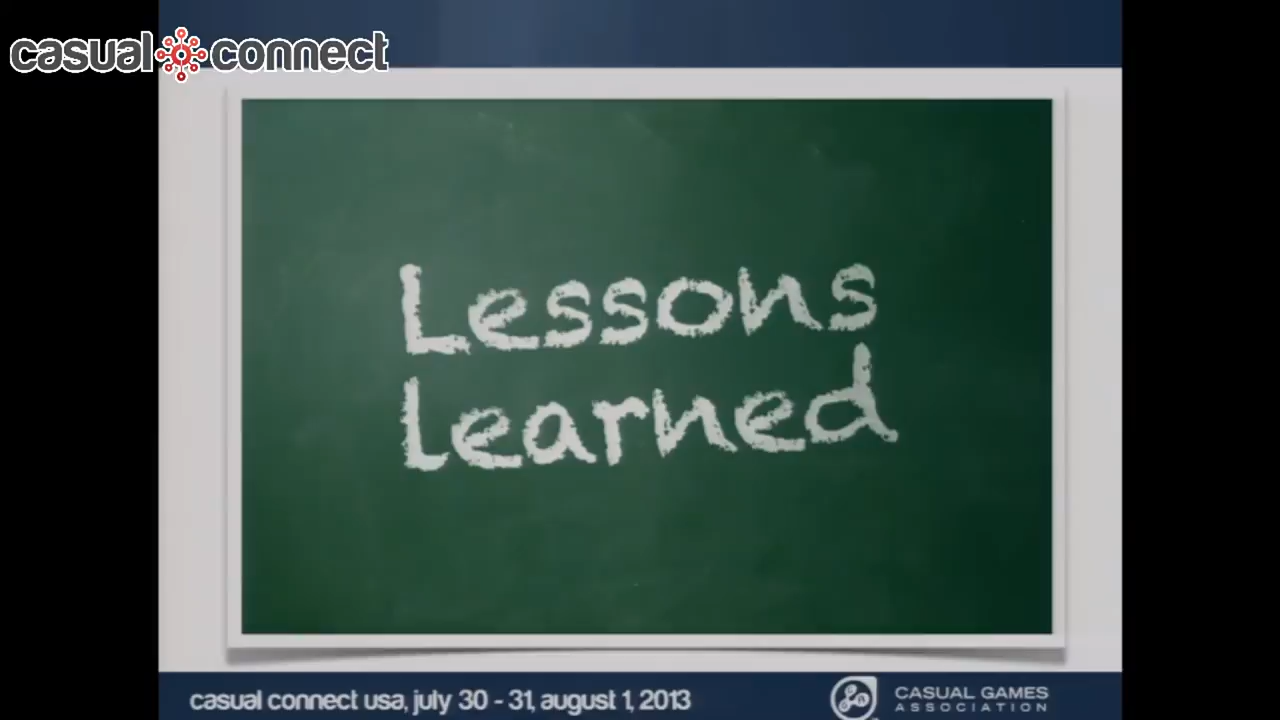 casual connect
Lessons
learned
casual connect usa, july 30 - 31, august 1, 2013
CASUAL GAMES
ASSOCIATION